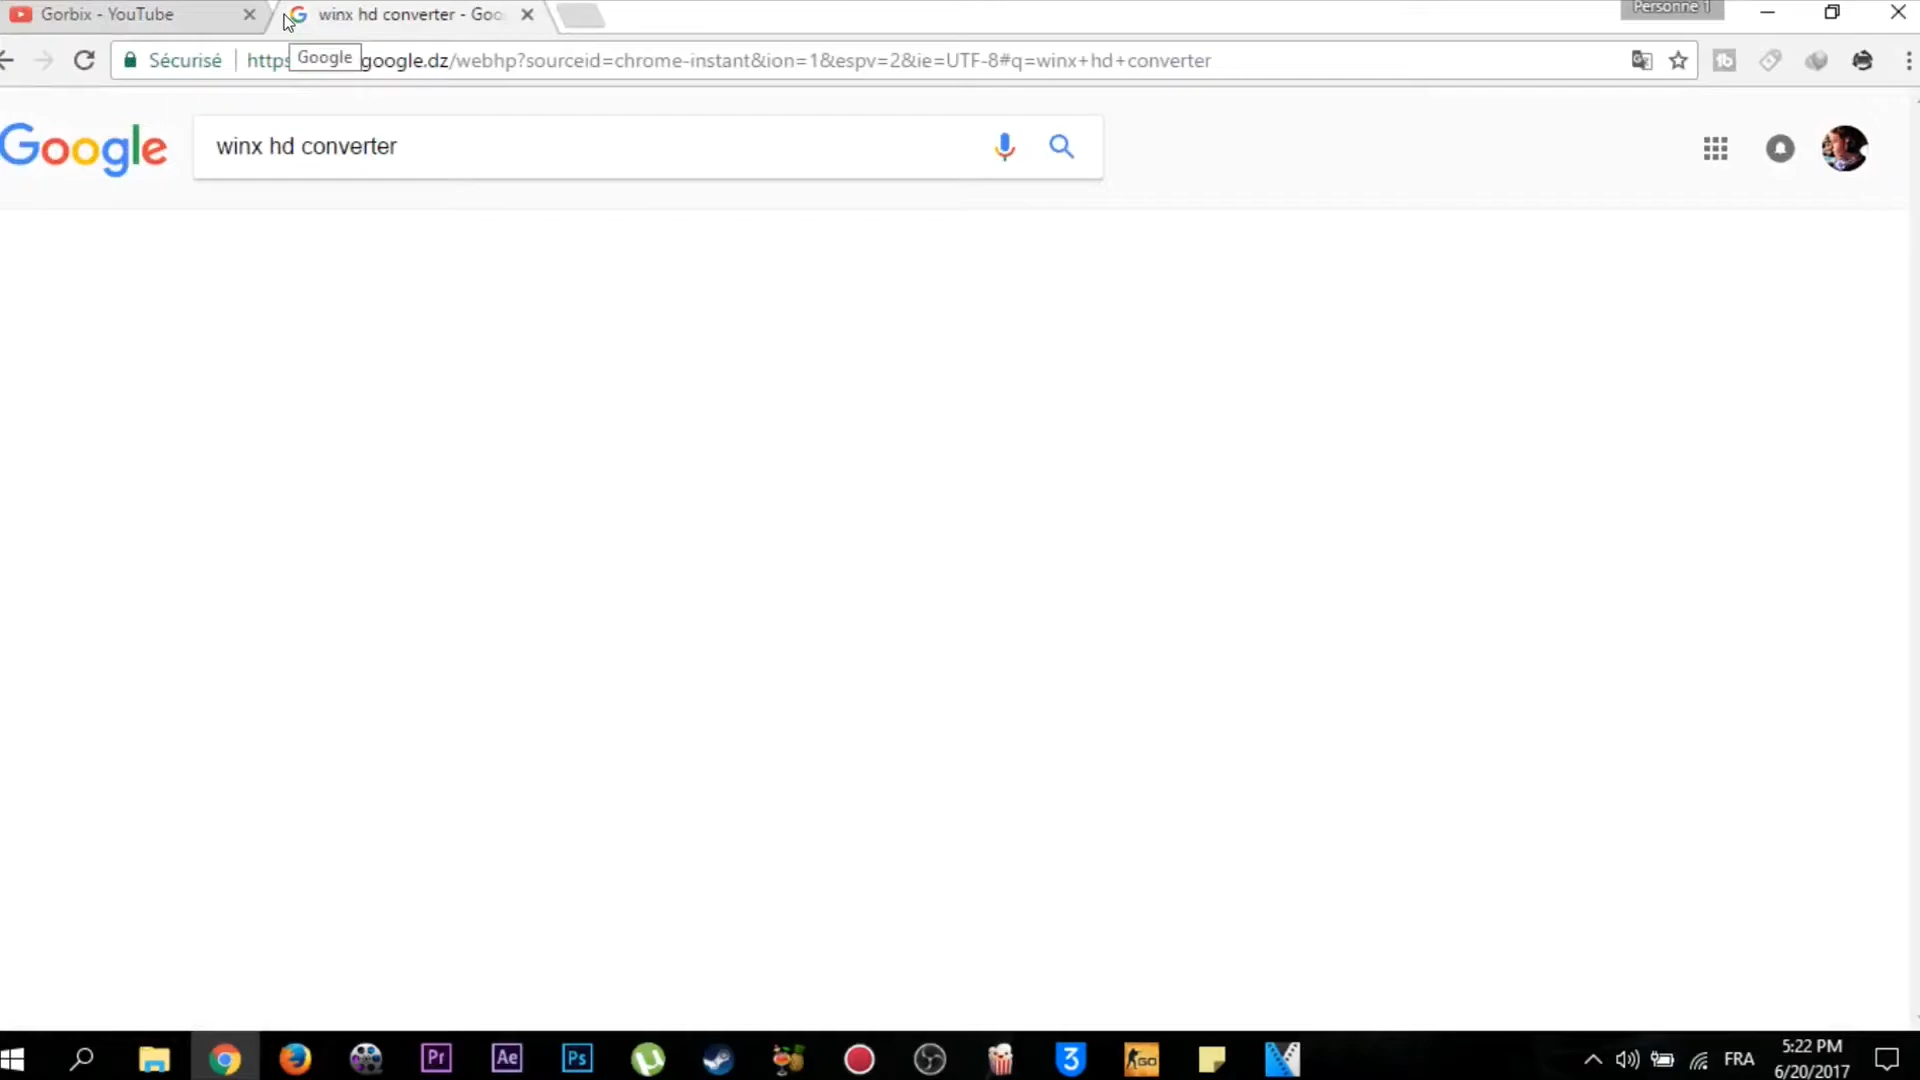 Gorbix - YouTube
winx hd converter - Goo
Personne 1
Sécurisé
https
Google
google.dz/webhp?sourceid=chrome-instant&ion=1&espv=2&ie=UTF-8#q=winx+hd+converter
Google
winx hd converter
Pr
Ae
Ps
3
GO
FRA
5:22 PM
6/20/2017